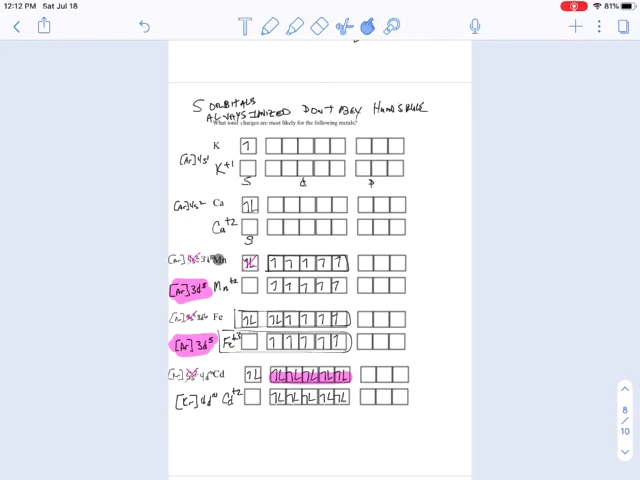 12:12 PM Sat Jul 18
81%
S ORBITALS
ALWAYS IONIZED DON'T OBEY HUNDS RULE
What ionic charges are most likely for the following metals?
K
[Ar]4s¹
K+1
S d p
Ca
[Ar]4s²
Ca+2
S
Mn
[Ar]3d⁵ Mn+2
Fe
[Ar]3d⁵ Fe+3
Cd
[Kr]4d¹⁰ Cd+2
8
10